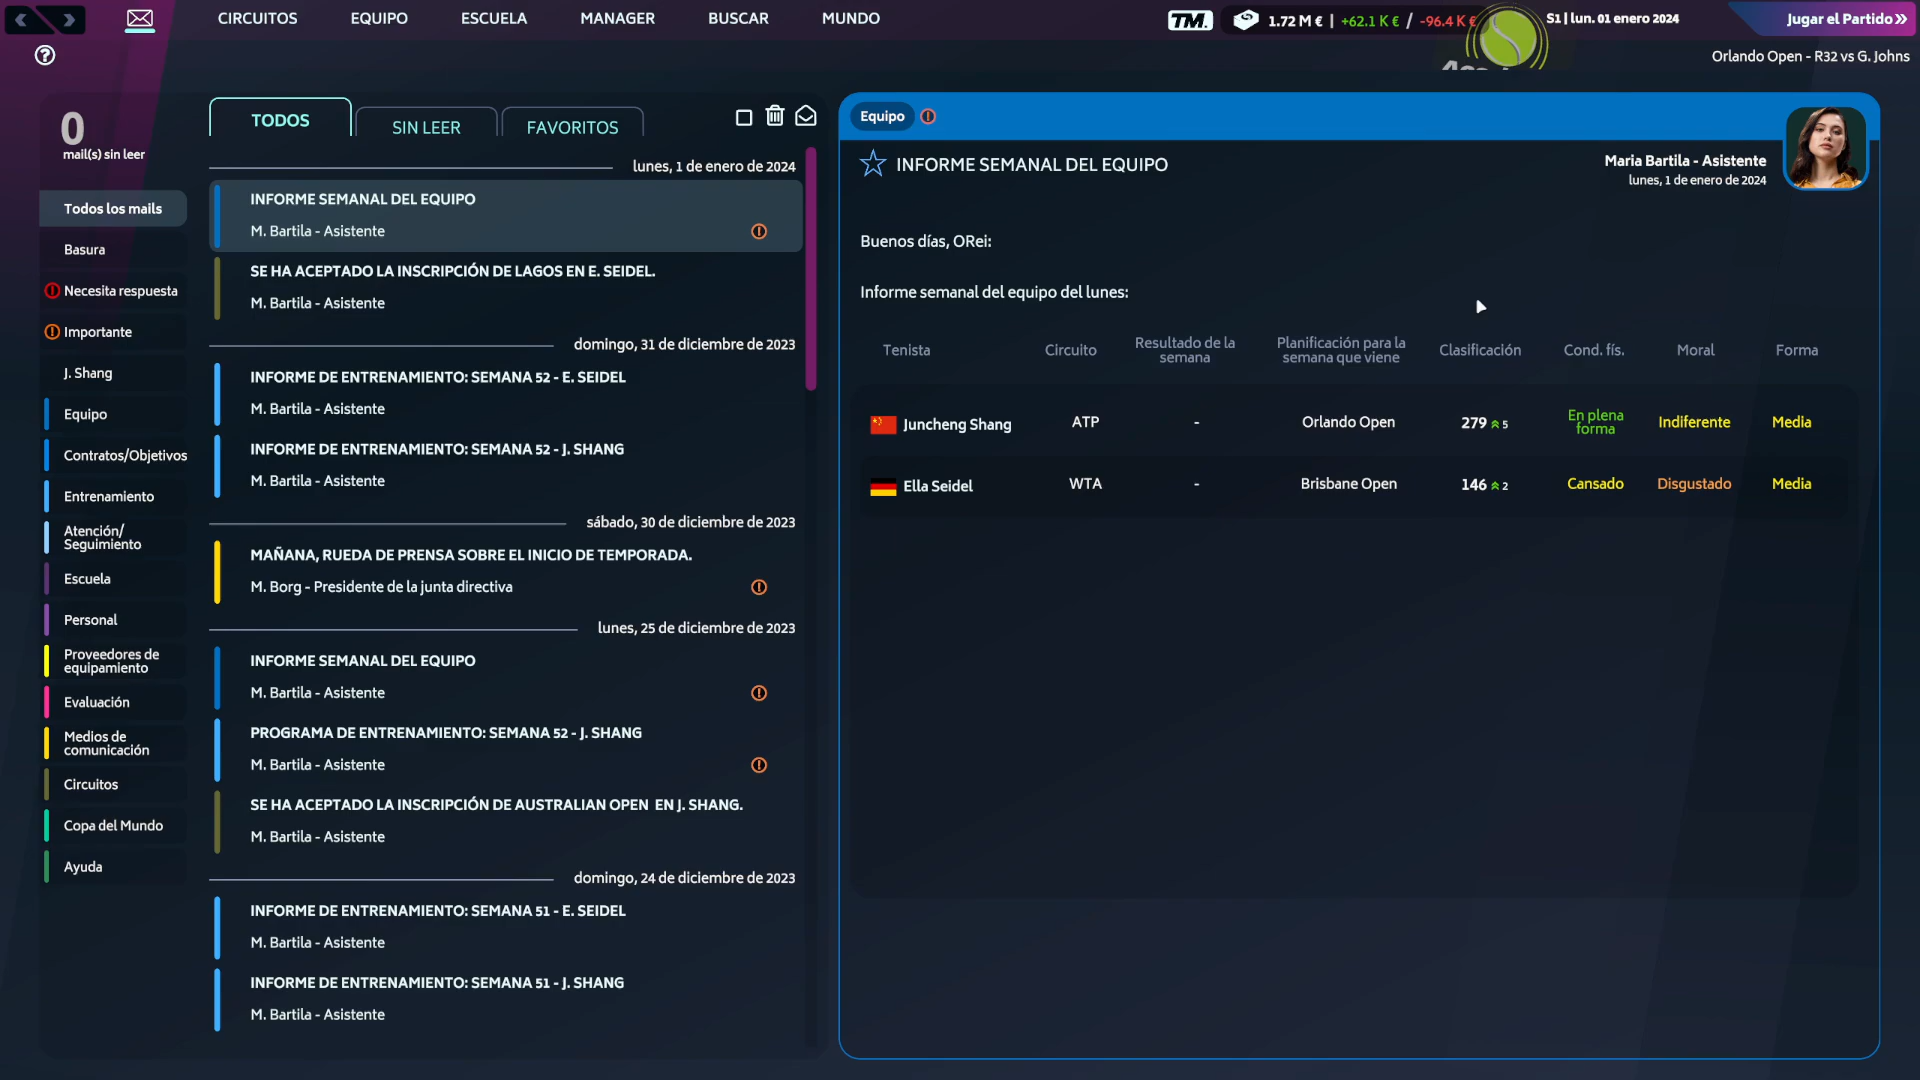 CIRCUITOS EQUIPO ESCUELA MANAGER BUSCAR MUNDO
TM. 1.72 M € | +62.1 K € / -96.4 K €
S1 | lun. 01 enero 2024
Jugar el Partido
Orlando Open - R32 vs G. Johns
0
mail(s) sin leer
Todos los mails
Basura
Necesita respuesta
Importante
J. Shang
Equipo
Contratos/Objetivos
Entrenamiento
Atención/
Seguimiento
Escuela
Personal
Proveedores de
equipamiento
Evaluación
Medios de
comunicación
Circuitos
Copa del Mundo
Ayuda
TODOS SIN LEER FAVORITOS
lunes, 1 de enero de 2024
INFORME SEMANAL DEL EQUIPO
M. Bartila - Asistente
SE HA ACEPTADO LA INSCRIPCIÓN DE LAGOS EN E. SEIDEL.
M. Bartila - Asistente
domingo, 31 de diciembre de 2023
INFORME DE ENTRENAMIENTO: SEMANA 52 - E. SEIDEL
M. Bartila - Asistente
INFORME DE ENTRENAMIENTO: SEMANA 52 - J. SHANG
M. Bartila - Asistente
sábado, 30 de diciembre de 2023
MAÑANA, RUEDA DE PRENSA SOBRE EL INICIO DE TEMPORADA.
M. Borg - Presidente de la junta directiva
lunes, 25 de diciembre de 2023
INFORME SEMANAL DEL EQUIPO
M. Bartila - Asistente
PROGRAMA DE ENTRENAMIENTO: SEMANA 52 - J. SHANG
M. Bartila - Asistente
SE HA ACEPTADO LA INSCRIPCIÓN DE AUSTRALIAN OPEN EN J. SHANG.
M. Bartila - Asistente
domingo, 24 de diciembre de 2023
INFORME DE ENTRENAMIENTO: SEMANA 51 - E. SEIDEL
M. Bartila - Asistente
INFORME DE ENTRENAMIENTO: SEMANA 51 - J. SHANG
M. Bartila - Asistente
Equipo
INFORME SEMANAL DEL EQUIPO
Maria Bartila - Asistente
lunes, 1 de enero de 2024
Buenos días, ORei:
Informe semanal del equipo del lunes:
Tenista Circuito Resultado de la semana Planificación para la semana que viene Clasificación Cond. fís. Moral Forma
Juncheng Shang ATP - Orlando Open 279 5 En plena forma Indiferente Media
Ella Seidel WTA - Brisbane Open 146 2 Cansado Disgustado Media